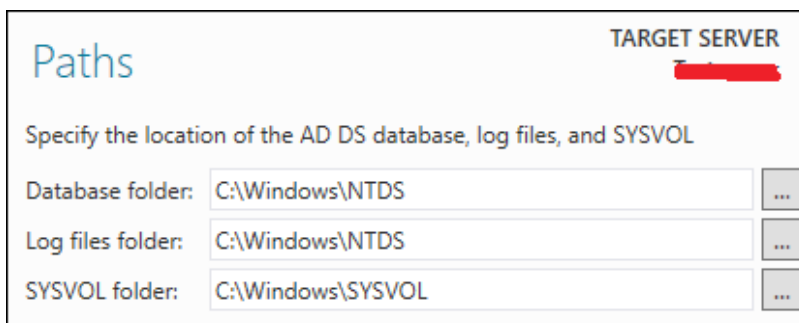 Paths
TARGET SERVER
Specify the location of the AD DS database, log files, and SYSVOL
Database folder: C:\Windows\NTDS ...
Log files folder: C:\Windows\NTDS ...
SYSVOL folder: C:\Windows\SYSVOL ...